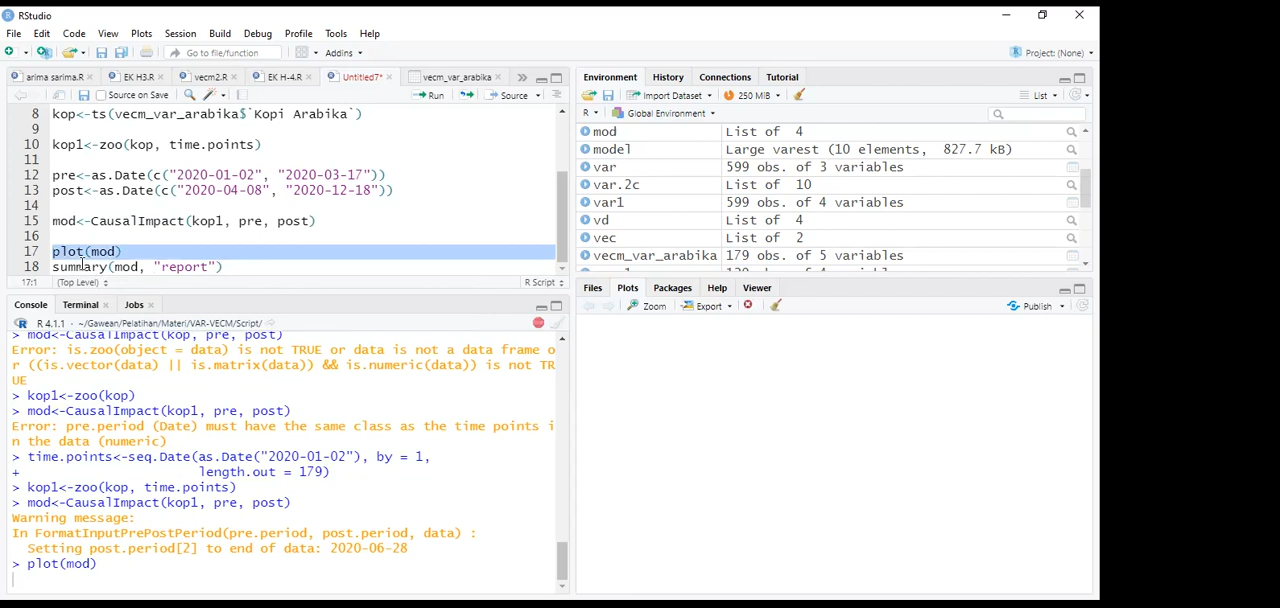 RStudio
File Edit Code View Plots Session Build Debug Profile Tools Help
Go to file/function Addins Project: (None)
arima sarima.R EK H3.R vecm2.R EK H-4.R Untitled7* vecm_var_arabika
Source on Save Run Source
8 kop<-ts(vecm_var_arabika$`Kopi Arabika`)
9
10 kop1<-zoo(kop, time.points)
11
12 pre<-as.Date(c("2020-01-02", "2020-03-17"))
13 post<-as.Date(c("2020-04-08", "2020-12-18"))
14
15 mod<-CausalImpact(kop1, pre, post)
16
17 plot(mod)
18 summary(mod, "report")
17:1 (Top Level) R Script
Console Terminal Jobs
R 4.1.1 · ~/Gawean/Pelatihan/Materi/VAR-VECM/Script/
> mod<-CausalImpact(kop, pre, post)
Error: is.zoo(object = data) is not TRUE or data is not a data frame o
r ((is.vector(data) || is.matrix(data)) && is.numeric(data)) is not TR
UE
> kop1<-zoo(kop)
> mod<-CausalImpact(kop1, pre, post)
Error: pre.period (Date) must have the same class as the time points i
n the data (numeric)
> time.points<-seq.Date(as.Date("2020-01-02"), by = 1,
+ length.out = 179)
> kop1<-zoo(kop, time.points)
> mod<-CausalImpact(kop1, pre, post)
Warning message:
In FormatInputPrePostPeriod(pre.period, post.period, data) :
Setting post.period[2] to end of data: 2020-06-28
> plot(mod)
Environment History Connections Tutorial
Import Dataset 250 MiB List
R Global Environment
mod List of 4
model Large varest (10 elements, 827.7 kB)
var 599 obs. of 3 variables
var.2c List of 10
var1 599 obs. of 4 variables
vd List of 4
vec List of 2
vecm_var_arabika 179 obs. of 5 variables
Files Plots Packages Help Viewer
Zoom Export Publish